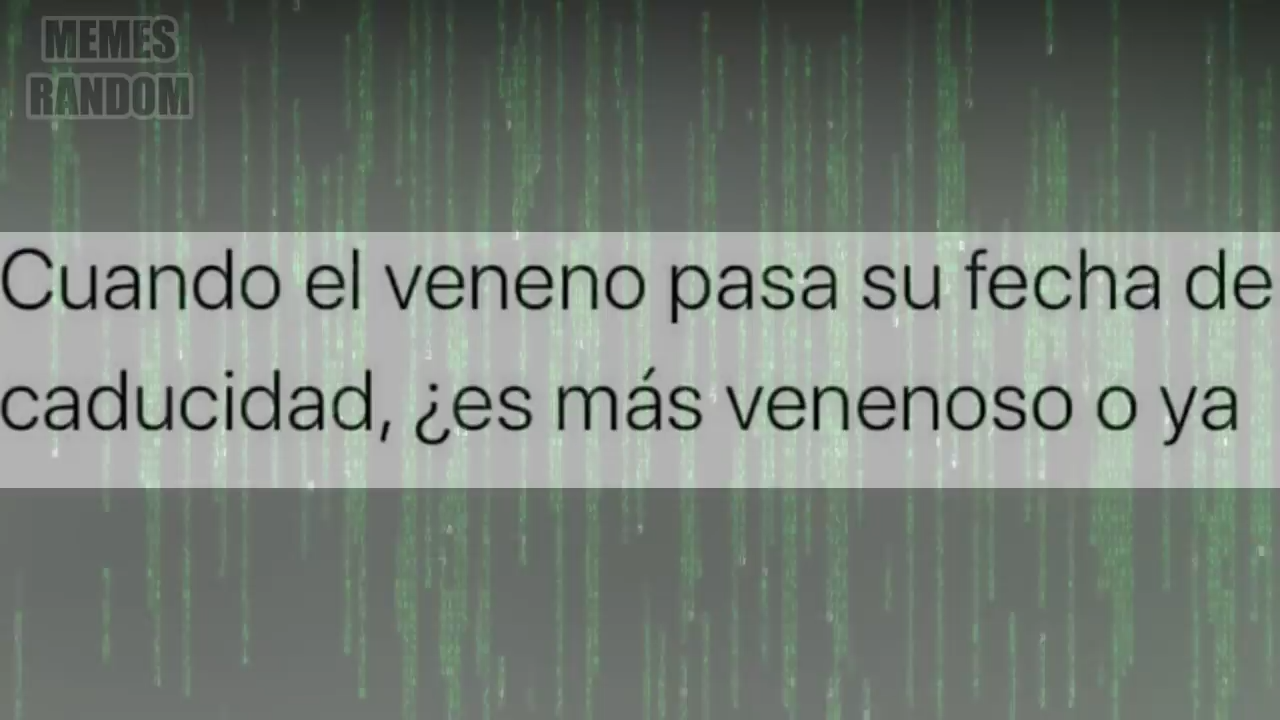 MEMES
RANDOM
Cuando el veneno pasa su fecha de
caducidad, ¿es más venenoso o ya